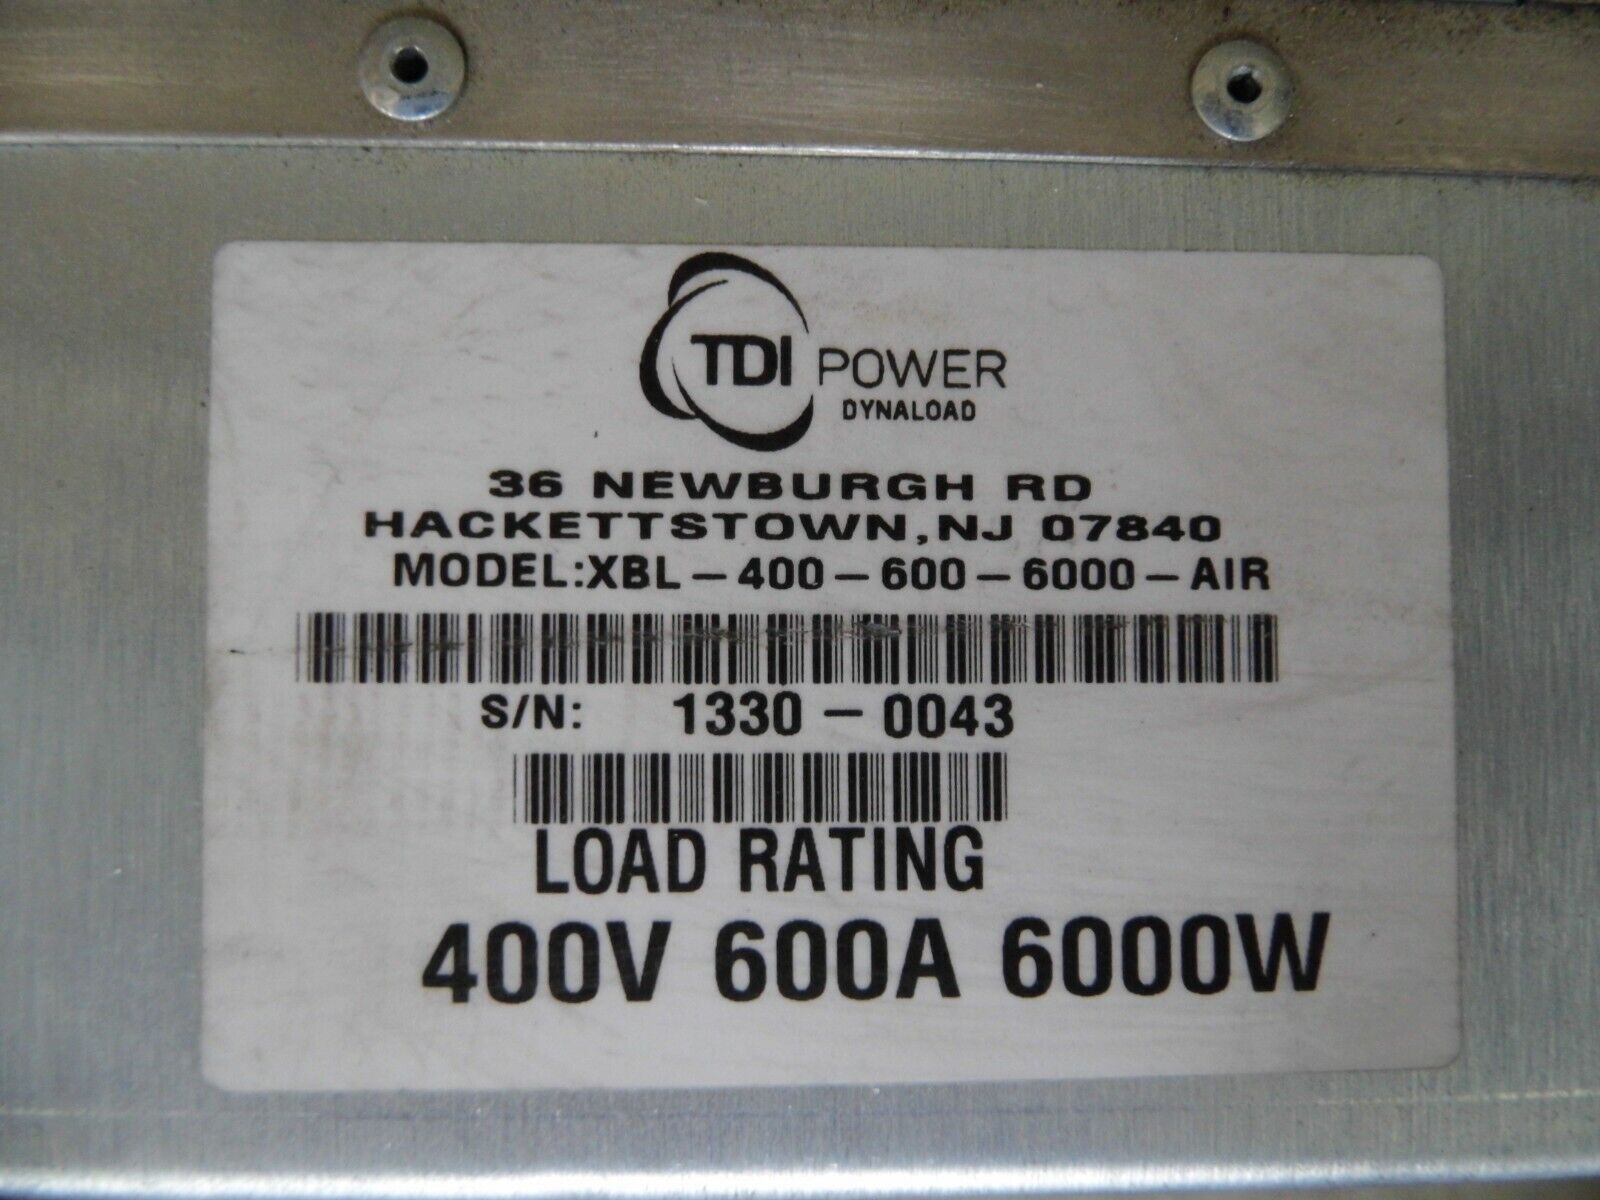 TDI POWER
DYNALOAD
36 NEWBURGH RD
HACKETTSTOWN, NJ 07840
MODEL:XBL-400-600-6000-AIR
S/N: 1330-0043
LOAD RATING
400V 600A 6000W